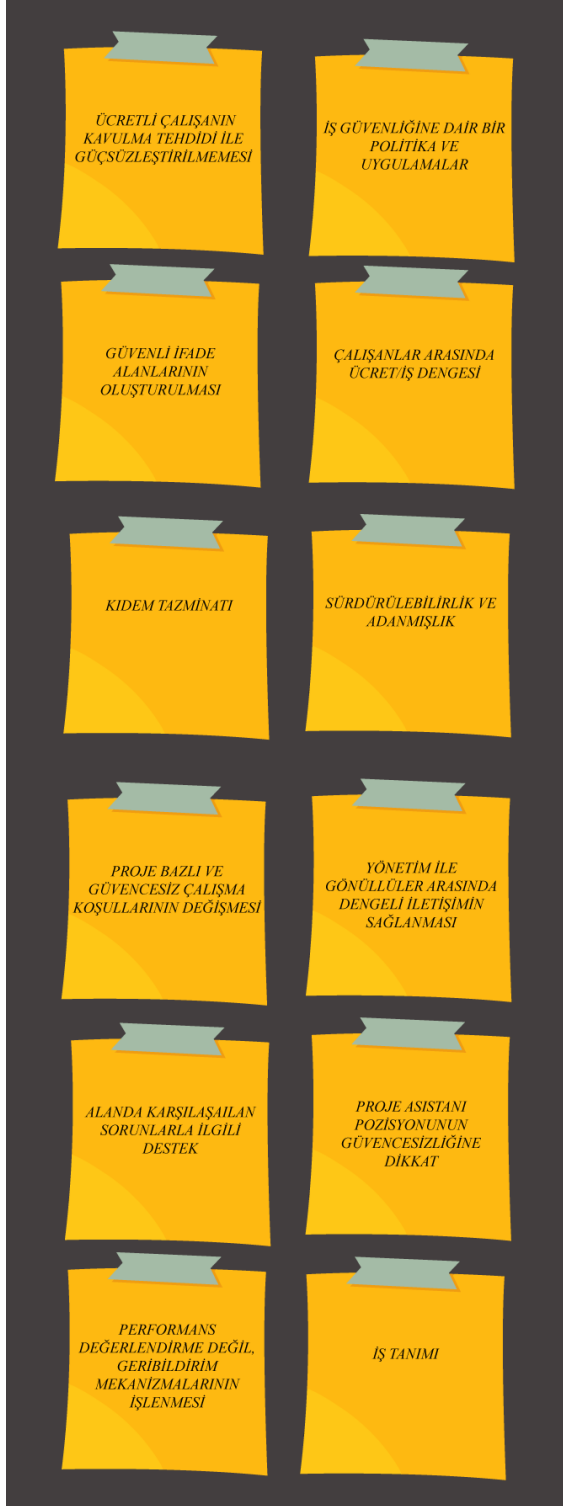 ÜCRETLİ ÇALIŞANIN
KAVULMA TEHDİDİ İLE
GÜÇSÜZLEŞTİRİLMEMESİ
İŞ GÜVENLİĞİNE DAİR BİR
POLİTİKA VE
UYGULAMALAR
GÜVENLİ İFADE
ALANLARININ
OLUŞTURULMASI
ÇALIŞANLAR ARASINDA
ÜCRET/İŞ DENGESİ
KIDEM TAZMİNATI
SÜRDÜRÜLEBİLİRLİK VE
ADANMIŞLIK
PROJE BAZLI VE
GÜVENCESİZ ÇALIŞMA
KOŞULLARININ DEĞİŞMESİ
YÖNETİM İLE
GÖNÜLLÜLER ARASINDA
DENGELİ İLETİŞİMİN
SAĞLANMASI
ALANDA KARŞILAŞAILAN
SORUNLARLA İLGİLİ
DESTEK
PROJE ASİSTANI
POZİSYONUNUN
GÜVENCESİZLİĞİNE
DİKKAT
PERFORMANS
DEĞERLENDİRME DEĞİL,
GERİBİLDİRİM
MEKANİZMALARININ
İŞLENMESİ
İŞ TANIMI